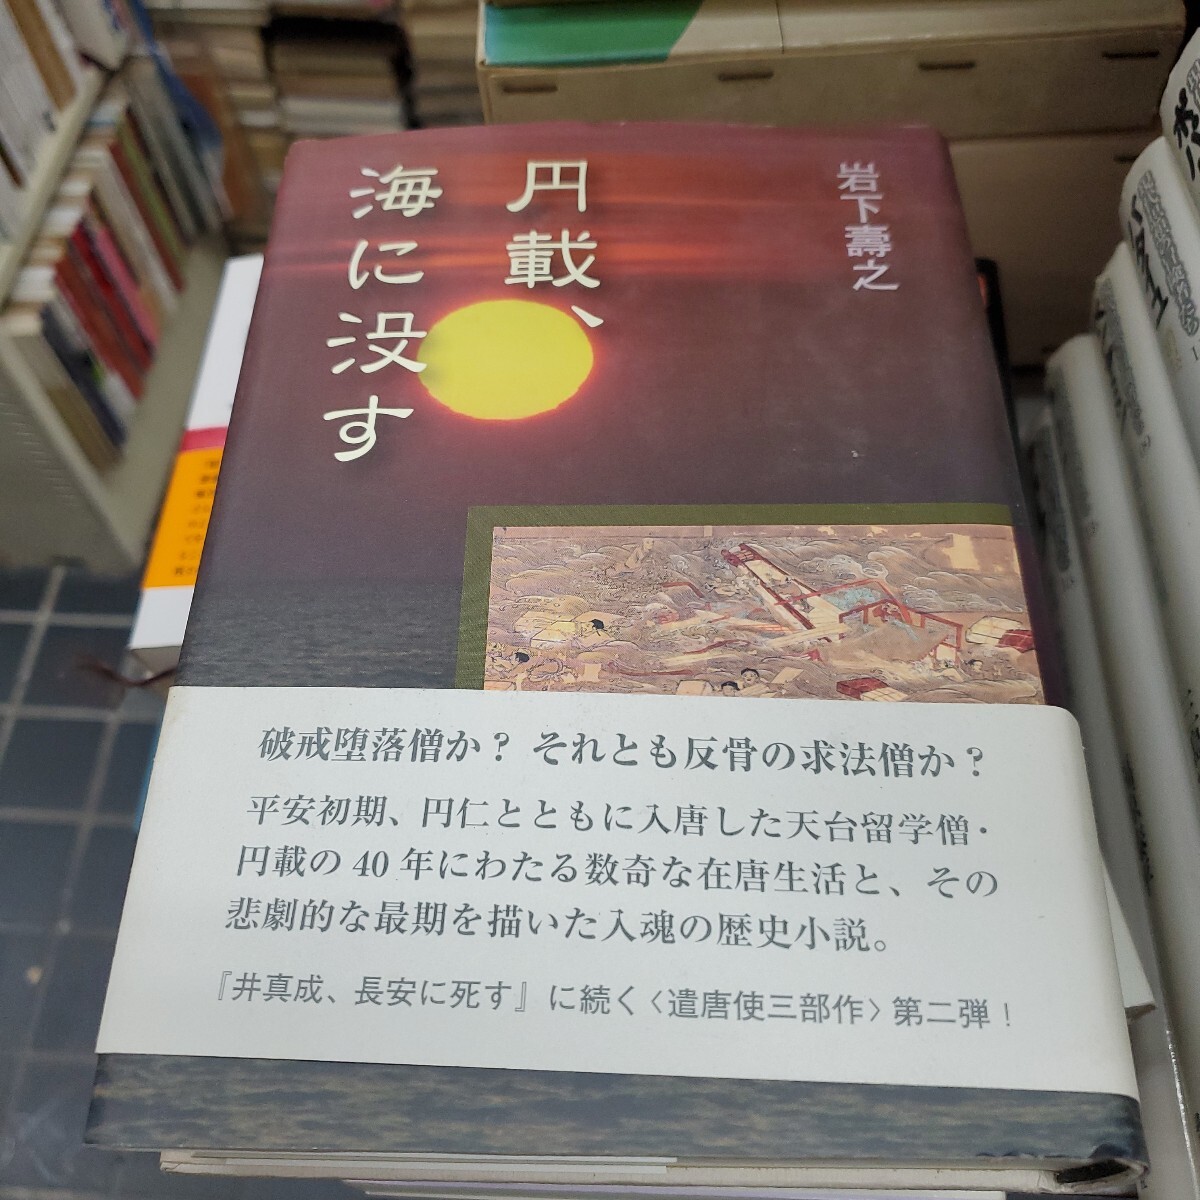 円載、
海に没す
岩下壽之
破戒堕落僧か？ それとも反骨の求法僧か？
平安初期、円仁とともに入唐した天台留学僧・
円載の 40 年にわたる数奇な在唐生活と、その
悲劇的な最期を描いた入魂の歴史小説。
『井真成、長安に死す』に続く〈遣唐使三部作〉第二弾！